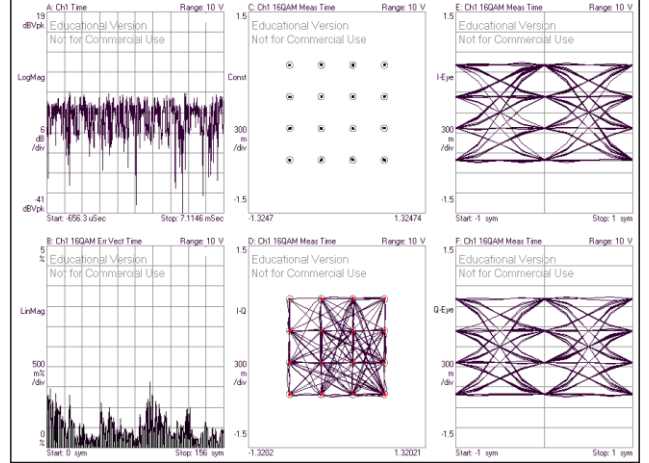 A: Ch1 Time Range: 10 V
19
dBVpk
Educational Version
Not for Commercial Use
LogMag
6
dB
/div
-41
dBVpk
Start: -656.3 uSec Stop: 7.1146 mSec
C: Ch1 16QAM Meas Time Range: 10 V
1.5
Educational Version
Not for Commercial Use
Const
300
m
/div
-1.5
-1.3247 1.32474
E: Ch1 16QAM Meas Time Range: 10 V
1.5
Educational Version
Not for Commercial Use
I-Eye
300
m
/div
-1.5
Start: -1 sym Stop: 1 sym
B: Ch1 16QAM Err Vect Time Range: 10 V
5
%
Educational Version
Not for Commercial Use
LinMag
500
m%
/div
0
%
Start: 0 sym Stop: 156 sym
D: Ch1 16QAM Meas Time Range: 10 V
1.5
Educational Version
Not for Commercial Use
I-Q
300
m
/div
-1.5
-1.3202 1.32021
F: Ch1 16QAM Meas Time Range: 10 V
1.5
Educational Version
Not for Commercial Use
Q-Eye
300
m
/div
-1.5
Start: -1 sym Stop: 1 sym